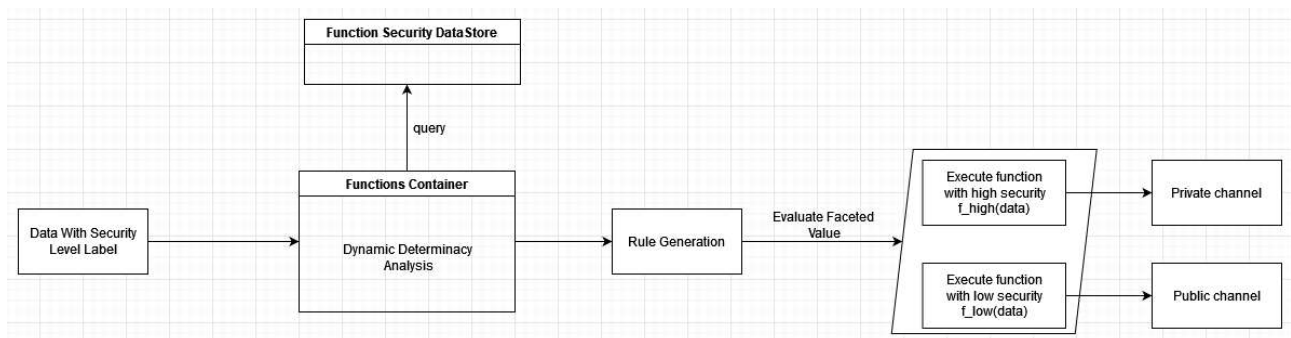 Function Security DataStore
query
Functions Container
Dynamic Determinacy
Analysis
Data With Security
Level Label
Rule Generation
Evaluate Faceted
Value
Execute function
with high security
f_high(data)
Private channel
Execute function
with low security
f_low(data)
Public channel